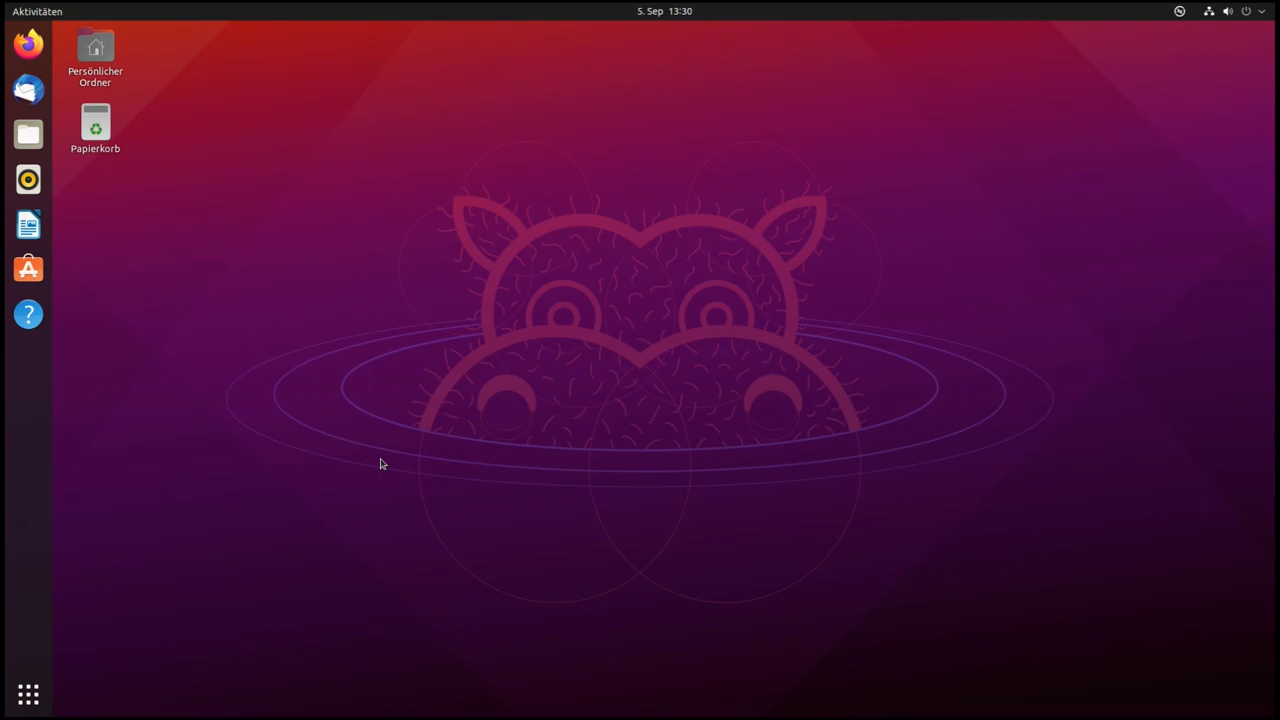 Aktivitäten
5. Sep 13:30
Persönlicher
Ordner
Papierkorb